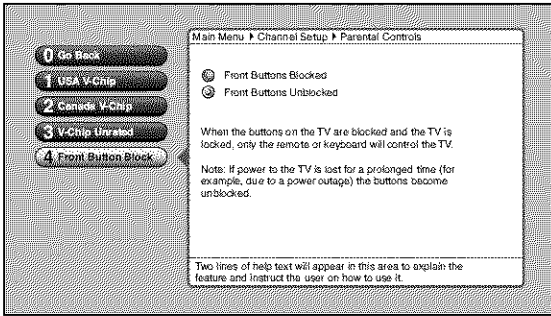 Main Menu ▶ Channel Setup ▶ Parental Controls
0 Go Back
1 USA V-Chip
2 Canada V-Chip
3 V-Chip Unrated
4 Front Button Block
Front Buttons Blocked
Front Buttons Unblocked
When the buttons on the TV are blocked and the TV is
locked, only the remote or keyboard will control the TV.
Note: If power to the TV is lost for a prolonged time (for
example, due to a power outage) the buttons become
unblocked.
Two lines of help text will appear in this area to explain the
feature and instruct the user on how to use it.